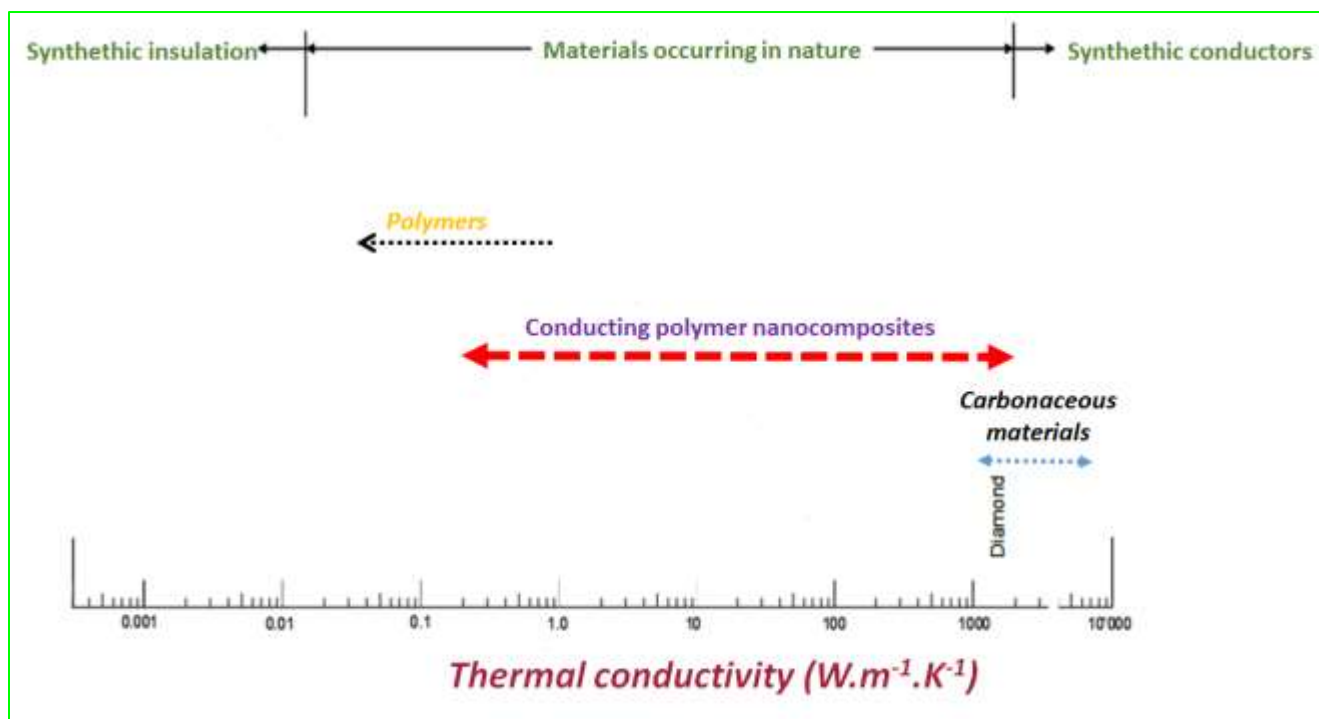 Synthethic insulation
Materials occurring in nature
Synthethic conductors
Polymers
Conducting polymer nanocomposites
Carbonaceous
materials
Diamond
0.001 0.01 0.1 1.0 10 100 1000 10'000
Thermal conductivity (W.m⁻¹.K⁻¹)